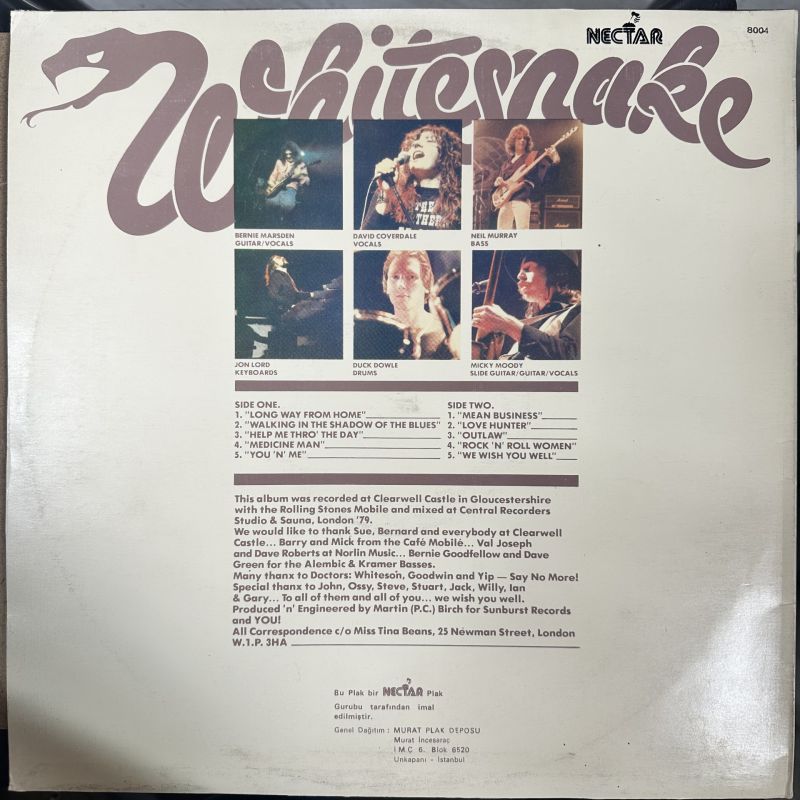 NECTAR
8004
Whitesnake
BERNIE MARSDEN
GUITAR/VOCALS
DAVID COVERDALE
VOCALS
NEIL MURRAY
BASS
JON LORD
KEYBOARDS
DUCK DOWLE
DRUMS
MICKY MOODY
SLIDE GUITAR/GUITAR/VOCALS
SIDE ONE.
1. "LONG WAY FROM HOME"
2. "WALKING IN THE SHADOW OF THE BLUES"
3. "HELP ME THRO' THE DAY"
4. "MEDICINE MAN"
5. "YOU 'N' ME"
SIDE TWO.
1. "MEAN BUSINESS"
2. "LOVE HUNTER"
3. "OUTLAW"
4. "ROCK 'N' ROLL WOMEN"
5. "WE WISH YOU WELL"
This album was recorded at Clearwell Castle in Gloucestershire
with the Rolling Stones Mobile and mixed at Central Recorders
Studio & Sauna, London '79.
We would like to thank Sue, Bernard and everybody at Clearwell
Castle... Barry and Mick from the Café Mobile... Val Joseph
and Dave Roberts at Norlin Music... Bernie Goodfellow and Dave
Green for the Alembic & Kramer Basses.
Many thanx to Doctors: Whiteson, Goodwin and Yip — Say No More!
Special thanx to John, Ossy, Steve, Stuart, Jack, Willy, Ian
& Gary... To all of them and all of you... we wish you well.
Produced 'n' Engineered by Martin (P.C.) Birch for Sunburst Records
and YOU!
All Correspondence c/o Miss Tina Beans, 25 Newman Street, London
W.1.P. 3HA
Bu Plak bir NECTAR Plak
Gurubu tarafından imal
edilmiştir.
Genel Dağıtım : MURAT PLAK DEPOSU
Murat İncesaraç
İ.M.Ç 6. Blok 6520
Unkapanı - İstanbul